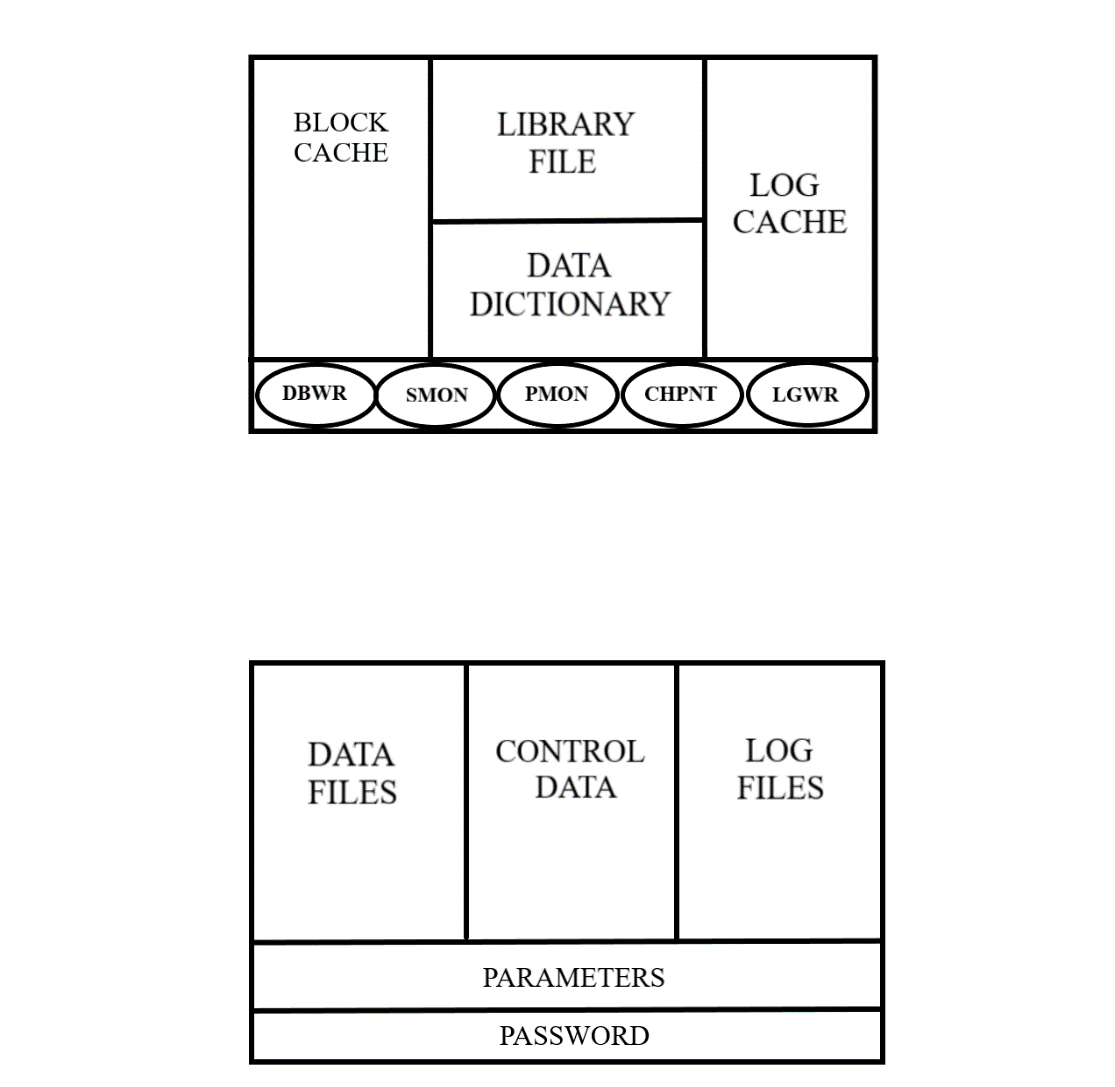 BLOCK
CACHE
LIBRARY
FILE
DATA
DICTIONARY
LOG
CACHE
DBWR
SMON
PMON
CHPNT
LGWR
DATA
FILES
CONTROL
DATA
LOG
FILES
PARAMETERS
PASSWORD